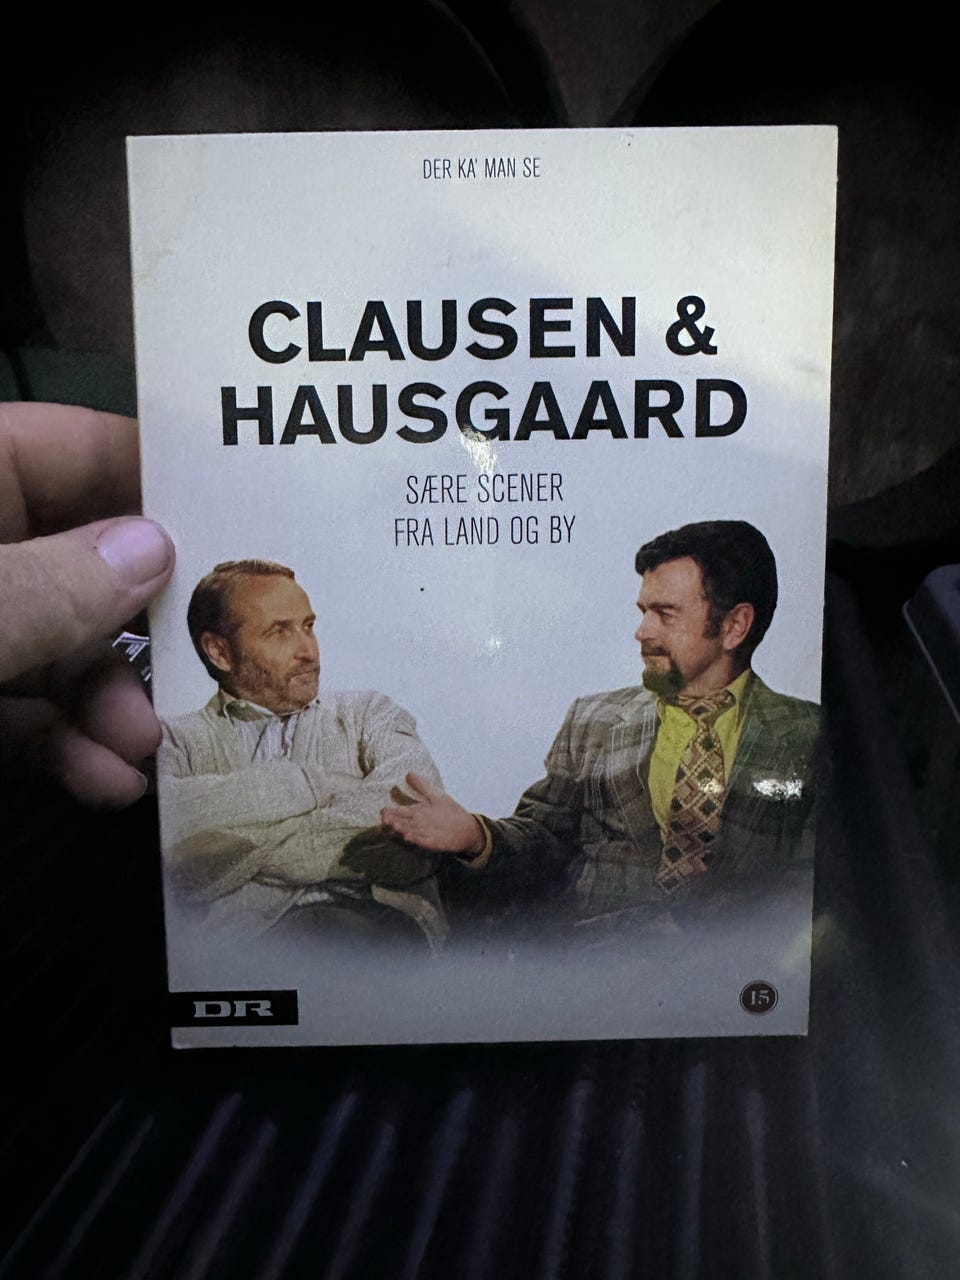 DER KA' MAN SE
CLAUSEN &
HAUSGAARD
SÆRE SCENER
FRA LAND OG BY
DR
15